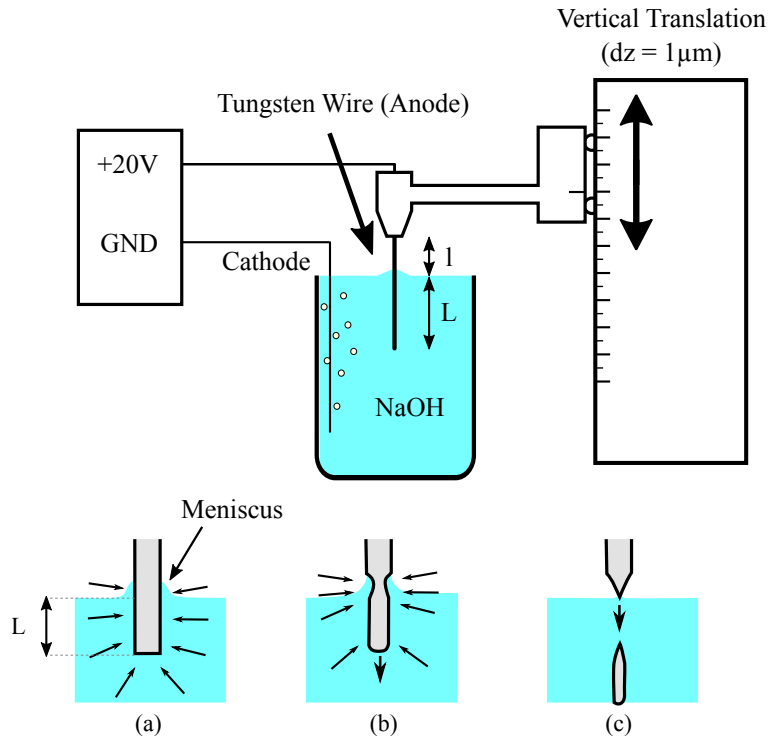 Vertical Translation
(dz = 1µm)
Tungsten Wire (Anode)
+20V
GND
Cathode
l
L
NaOH
Meniscus
L
(a)
(b)
(c)